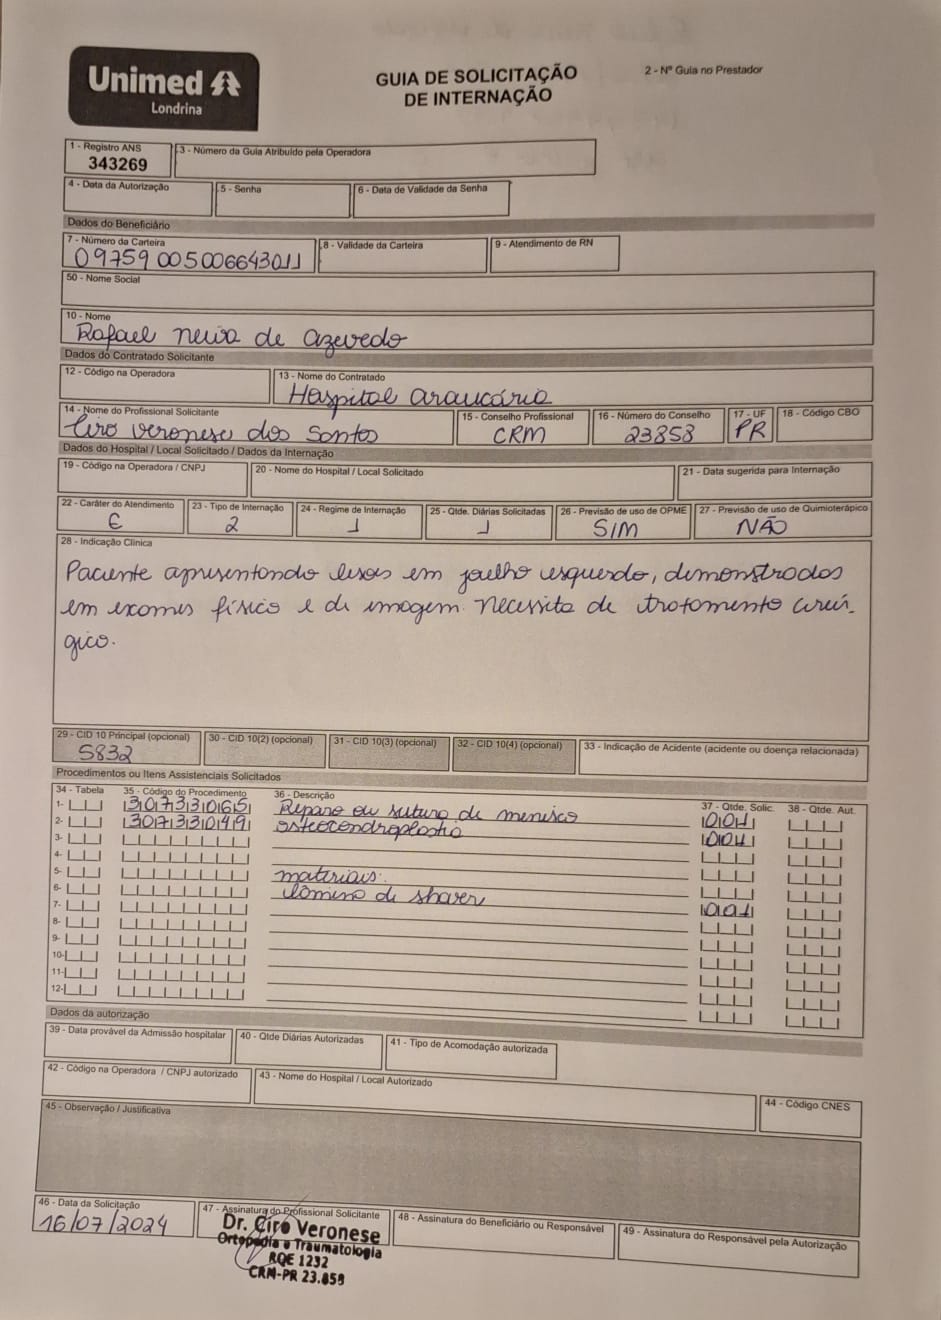 Unimed
Londrina
GUIA DE SOLICITAÇÃO
DE INTERNAÇÃO
2 - Nº Guia no Prestador
1 - Registro ANS
343269
3 - Número da Guia Atribuído pela Operadora
4 - Data da Autorização
5 - Senha
6 - Data de Validade da Senha
Dados do Beneficiário
7 - Número da Carteira
09759005006643011
8 - Validade da Carteira
9 - Atendimento de RN
50 - Nome Social
10 - Nome
Rafael Neiva de Azevedo
Dados do Contratado Solicitante
12 - Código na Operadora
13 - Nome do Contratado
Hospital Araucária
14 - Nome do Profissional Solicitante
Ciro Veronese dos Santos
15 - Conselho Profissional
CRM
16 - Número do Conselho
23858
17 - UF
PR
18 - Código CBO
Dados do Hospital / Local Solicitado / Dados da Internação
19 - Código na Operadora / CNPJ
20 - Nome do Hospital / Local Solicitado
21 - Data sugerida para Internação
22 - Caráter do Atendimento
E
23 - Tipo de Internação
2
24 - Regime de Internação
1
25 - Qtde. Diárias Solicitadas
1
26 - Previsão de uso de OPME
SIM
27 - Previsão de uso de Quimioterápico
NÃO
28 - Indicação Clínica
Paciente apresentando lesões em joelho esquerdo, demonstrados
em exames físico e de imagem. Necessita de tratamento cirúr-
gico.
29 - CID 10 Principal (opcional)
S832
30 - CID 10(2) (opcional)
31 - CID 10(3) (opcional)
32 - CID 10(4) (opcional)
33 - Indicação de Acidente (acidente ou doença relacionada)
Procedimentos ou Itens Assistenciais Solicitados
34 - Tabela 35 - Código do Procedimento 36 - Descrição 37 - Qtde. Solic. 38 - Qtde. Aut.
1- 30733065 Reparo ou sutura de menisco 001
2- 30733049 osteocondroplastia 001
3-
4-
5- materiais:
6- lâmina de shaver
7- 001
8-
9-
10-
11-
12-
Dados da autorização
39 - Data provável da Admissão hospitalar
40 - Qtde Diárias Autorizadas
41 - Tipo de Acomodação autorizada
42 - Código na Operadora / CNPJ autorizado
43 - Nome do Hospital / Local Autorizado
44 - Código CNES
45 - Observação / Justificativa
46 - Data da Solicitação
16/07/2024
47 - Assinatura do Profissional Solicitante
Dr. Ciro Veronese
Ortopedia e Traumatologia
RQE 1232
CRM-PR 23.858
48 - Assinatura do Beneficiário ou Responsável
49 - Assinatura do Responsável pela Autorização